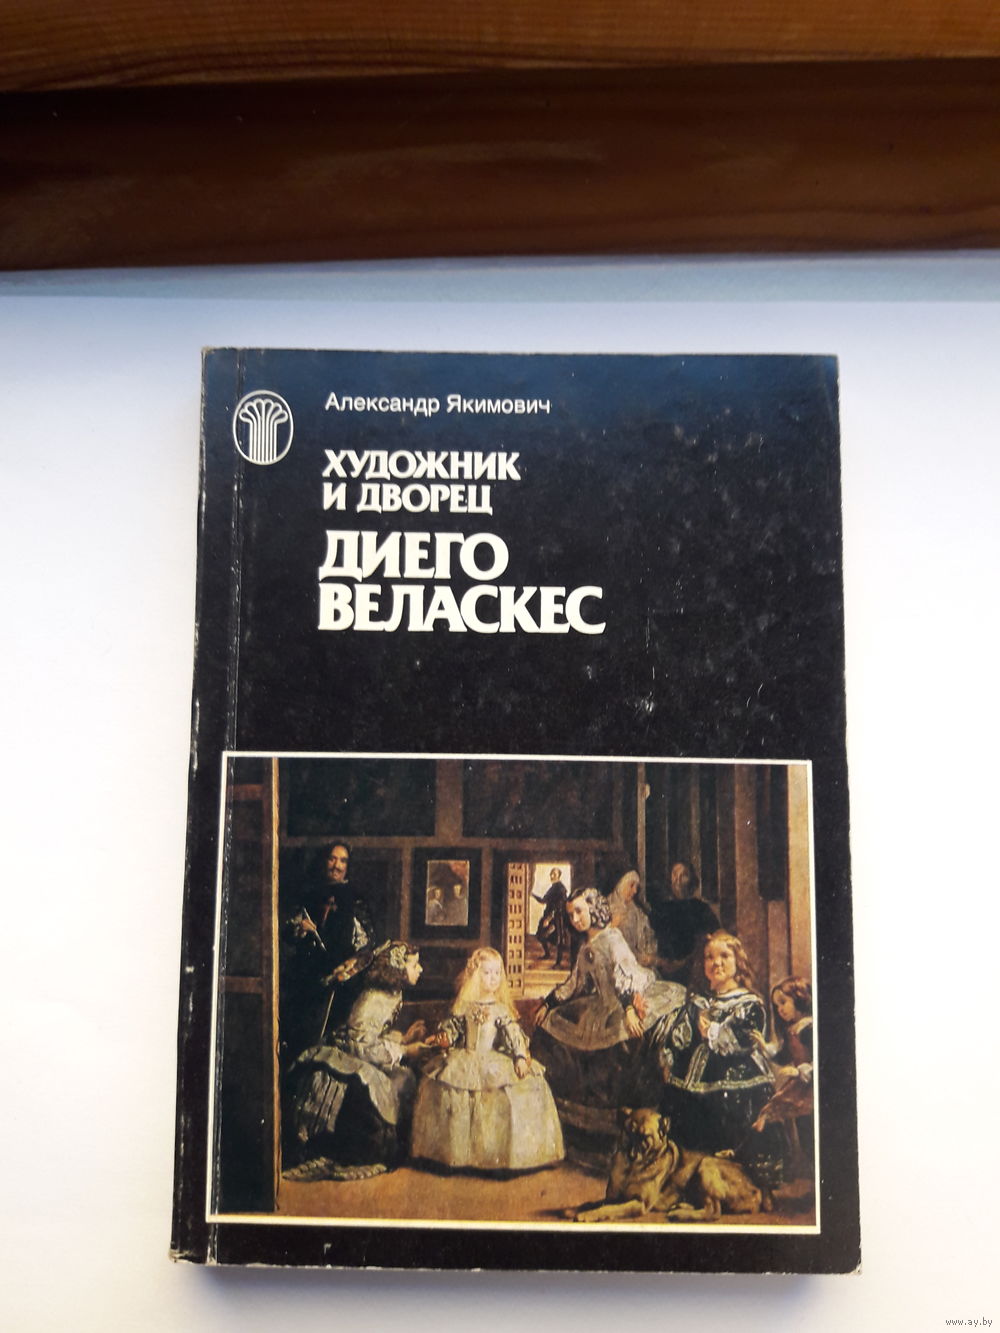 Александр Якимович
ХУДОЖНИК
И ДВОРЕЦ
ДИЕГО
ВЕЛАСКЕС
www.ay.by